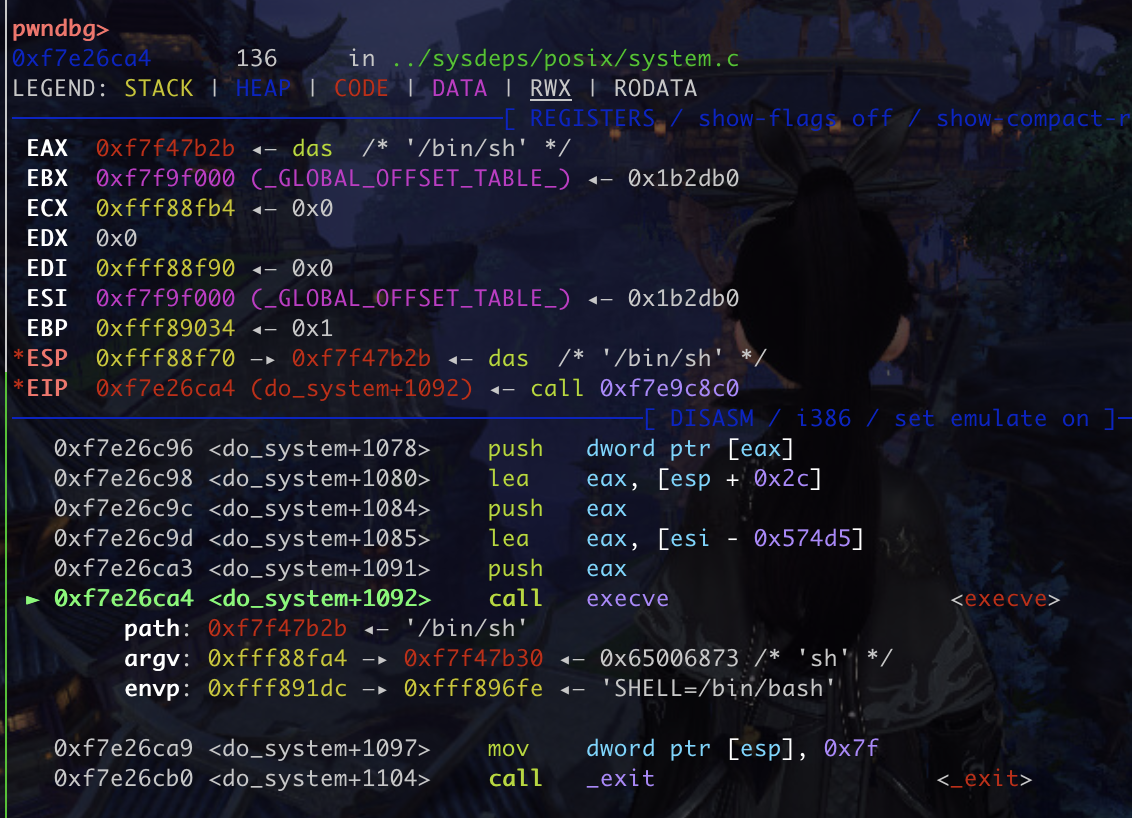 pwndbg>
0xf7e26ca4      136     in ../sysdeps/posix/system.c
LEGEND: STACK | HEAP | CODE | DATA | RWX | RODATA
[ REGISTERS / show-flags off / show-compact-r
EAX  0xf7f47b2b ◂— das  /* '/bin/sh' */
EBX  0xf7f9f000 (_GLOBAL_OFFSET_TABLE_) ◂— 0x1b2db0
ECX  0xfff88fb4 ◂— 0x0
EDX  0x0
EDI  0xfff88f90 ◂— 0x0
ESI  0xf7f9f000 (_GLOBAL_OFFSET_TABLE_) ◂— 0x1b2db0
EBP  0xfff89034 ◂— 0x1
*ESP  0xfff88f70 —▸ 0xf7f47b2b ◂— das  /* '/bin/sh' */
*EIP  0xf7e26ca4 (do_system+1092) ◂— call 0xf7e9c8c0
[ DISASM / i386 / set emulate on ]
0xf7e26c96 <do_system+1078>    push   dword ptr [eax]
0xf7e26c98 <do_system+1080>    lea    eax, [esp + 0x2c]
0xf7e26c9c <do_system+1084>    push   eax
0xf7e26c9d <do_system+1085>    lea    eax, [esi - 0x574d5]
0xf7e26ca3 <do_system+1091>    push   eax
► 0xf7e26ca4 <do_system+1092>    call   execve                    <execve>
path: 0xf7f47b2b ◂— '/bin/sh'
argv: 0xfff88fa4 —▸ 0xf7f47b30 ◂— 0x65006873 /* 'sh' */
envp: 0xfff891dc —▸ 0xfff896fe ◂— 'SHELL=/bin/bash'
0xf7e26ca9 <do_system+1097>    mov    dword ptr [esp], 0x7f
0xf7e26cb0 <do_system+1104>    call   _exit                    <_exit>